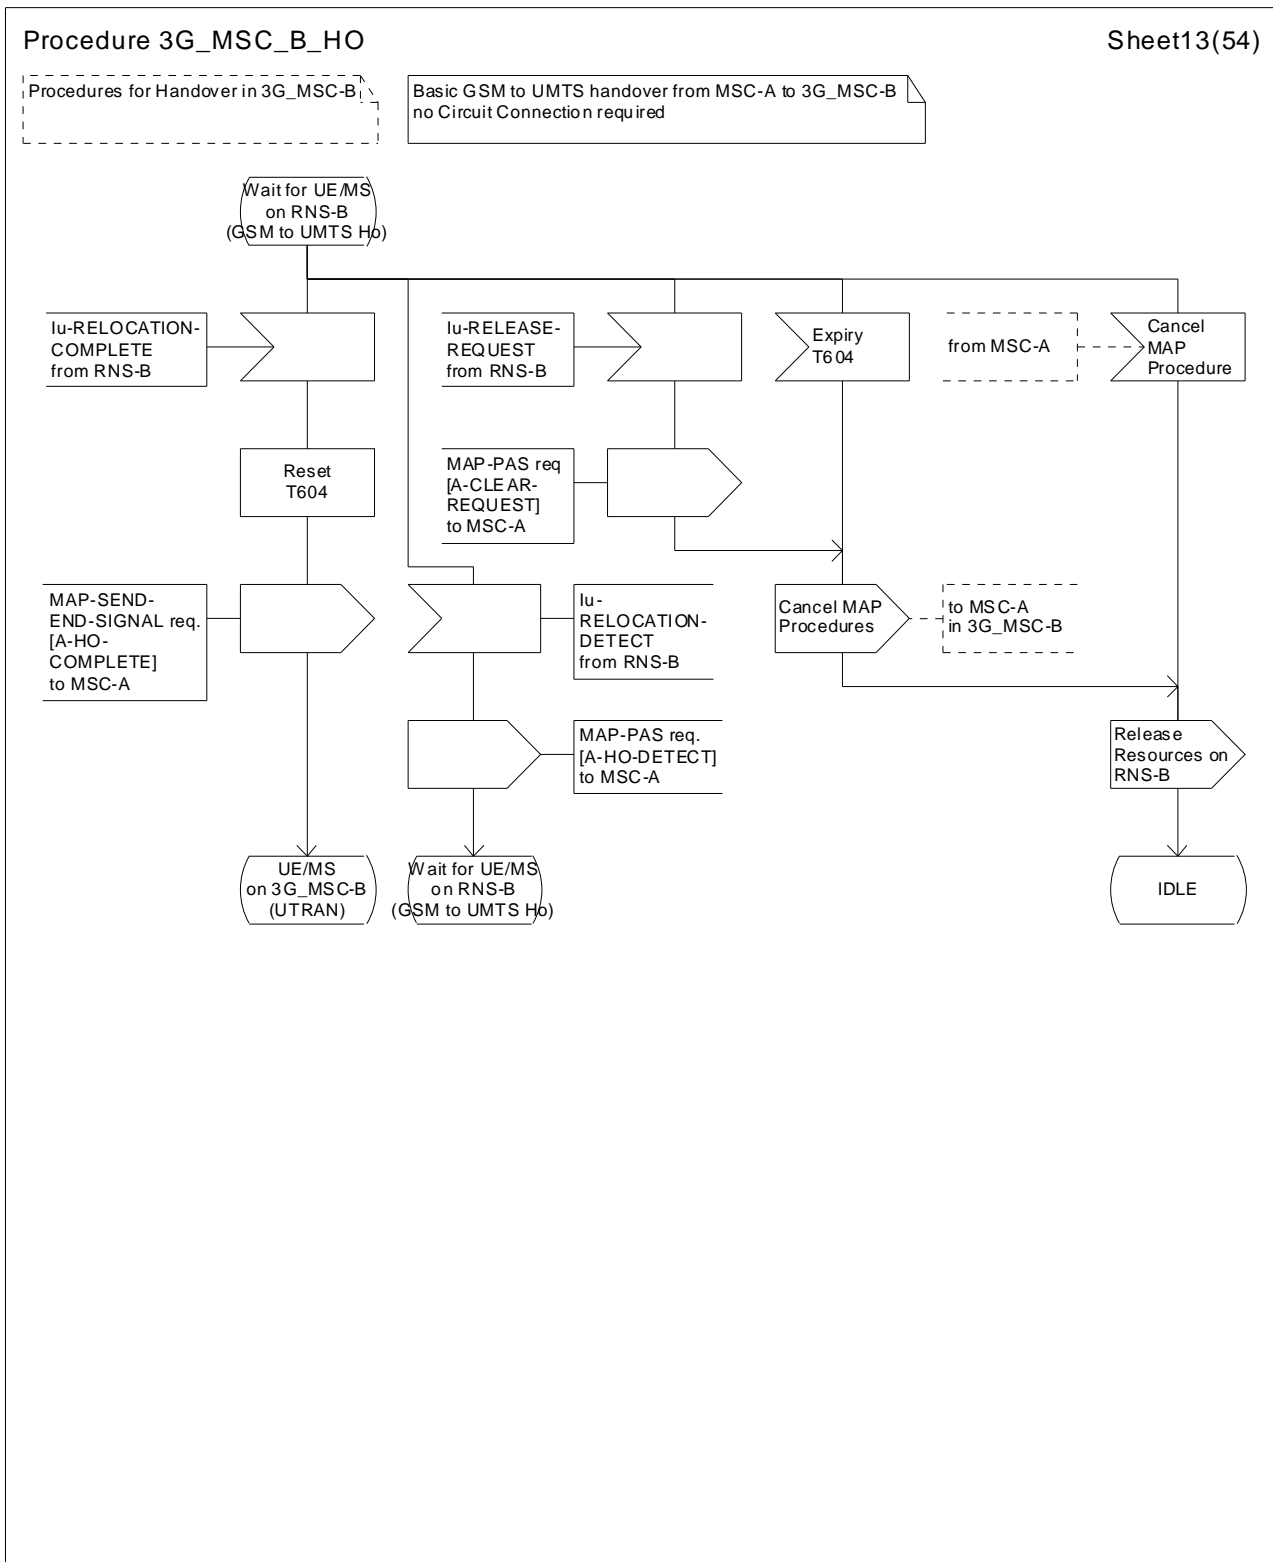 Procedure 3G_MSC_B_HO
Sheet13(54)
Procedures for Handover in 3G_MSC-B
Basic GSM to UMTS handover from MSC-A to 3G_MSC-B
no Circuit Connection required
Wait for UE/MS
on RNS-B
(GSM to UMTS Ho)
Iu-RELOCATION-
COMPLETE
from RNS-B
Iu-RELEASE-
REQUEST
from RNS-B
Expiry
T604
from MSC-A
Cancel
MAP
Procedure
Reset
T604
MAP-PAS req
[A-CLEAR-
REQUEST]
to MSC-A
MAP-SEND-
END-SIGNAL req.
[A-HO-
COMPLETE]
to MSC-A
Iu-
RELOCATION-
DETECT
from RNS-B
Cancel MAP
Procedures
to MSC-A
in 3G_MSC-B
MAP-PAS req.
[A-HO-DETECT]
to MSC-A
Release
Resources on
RNS-B
UE/MS
on 3G_MSC-B
(UTRAN)
Wait for UE/MS
on RNS-B
(GSM to UMTS Ho)
IDLE